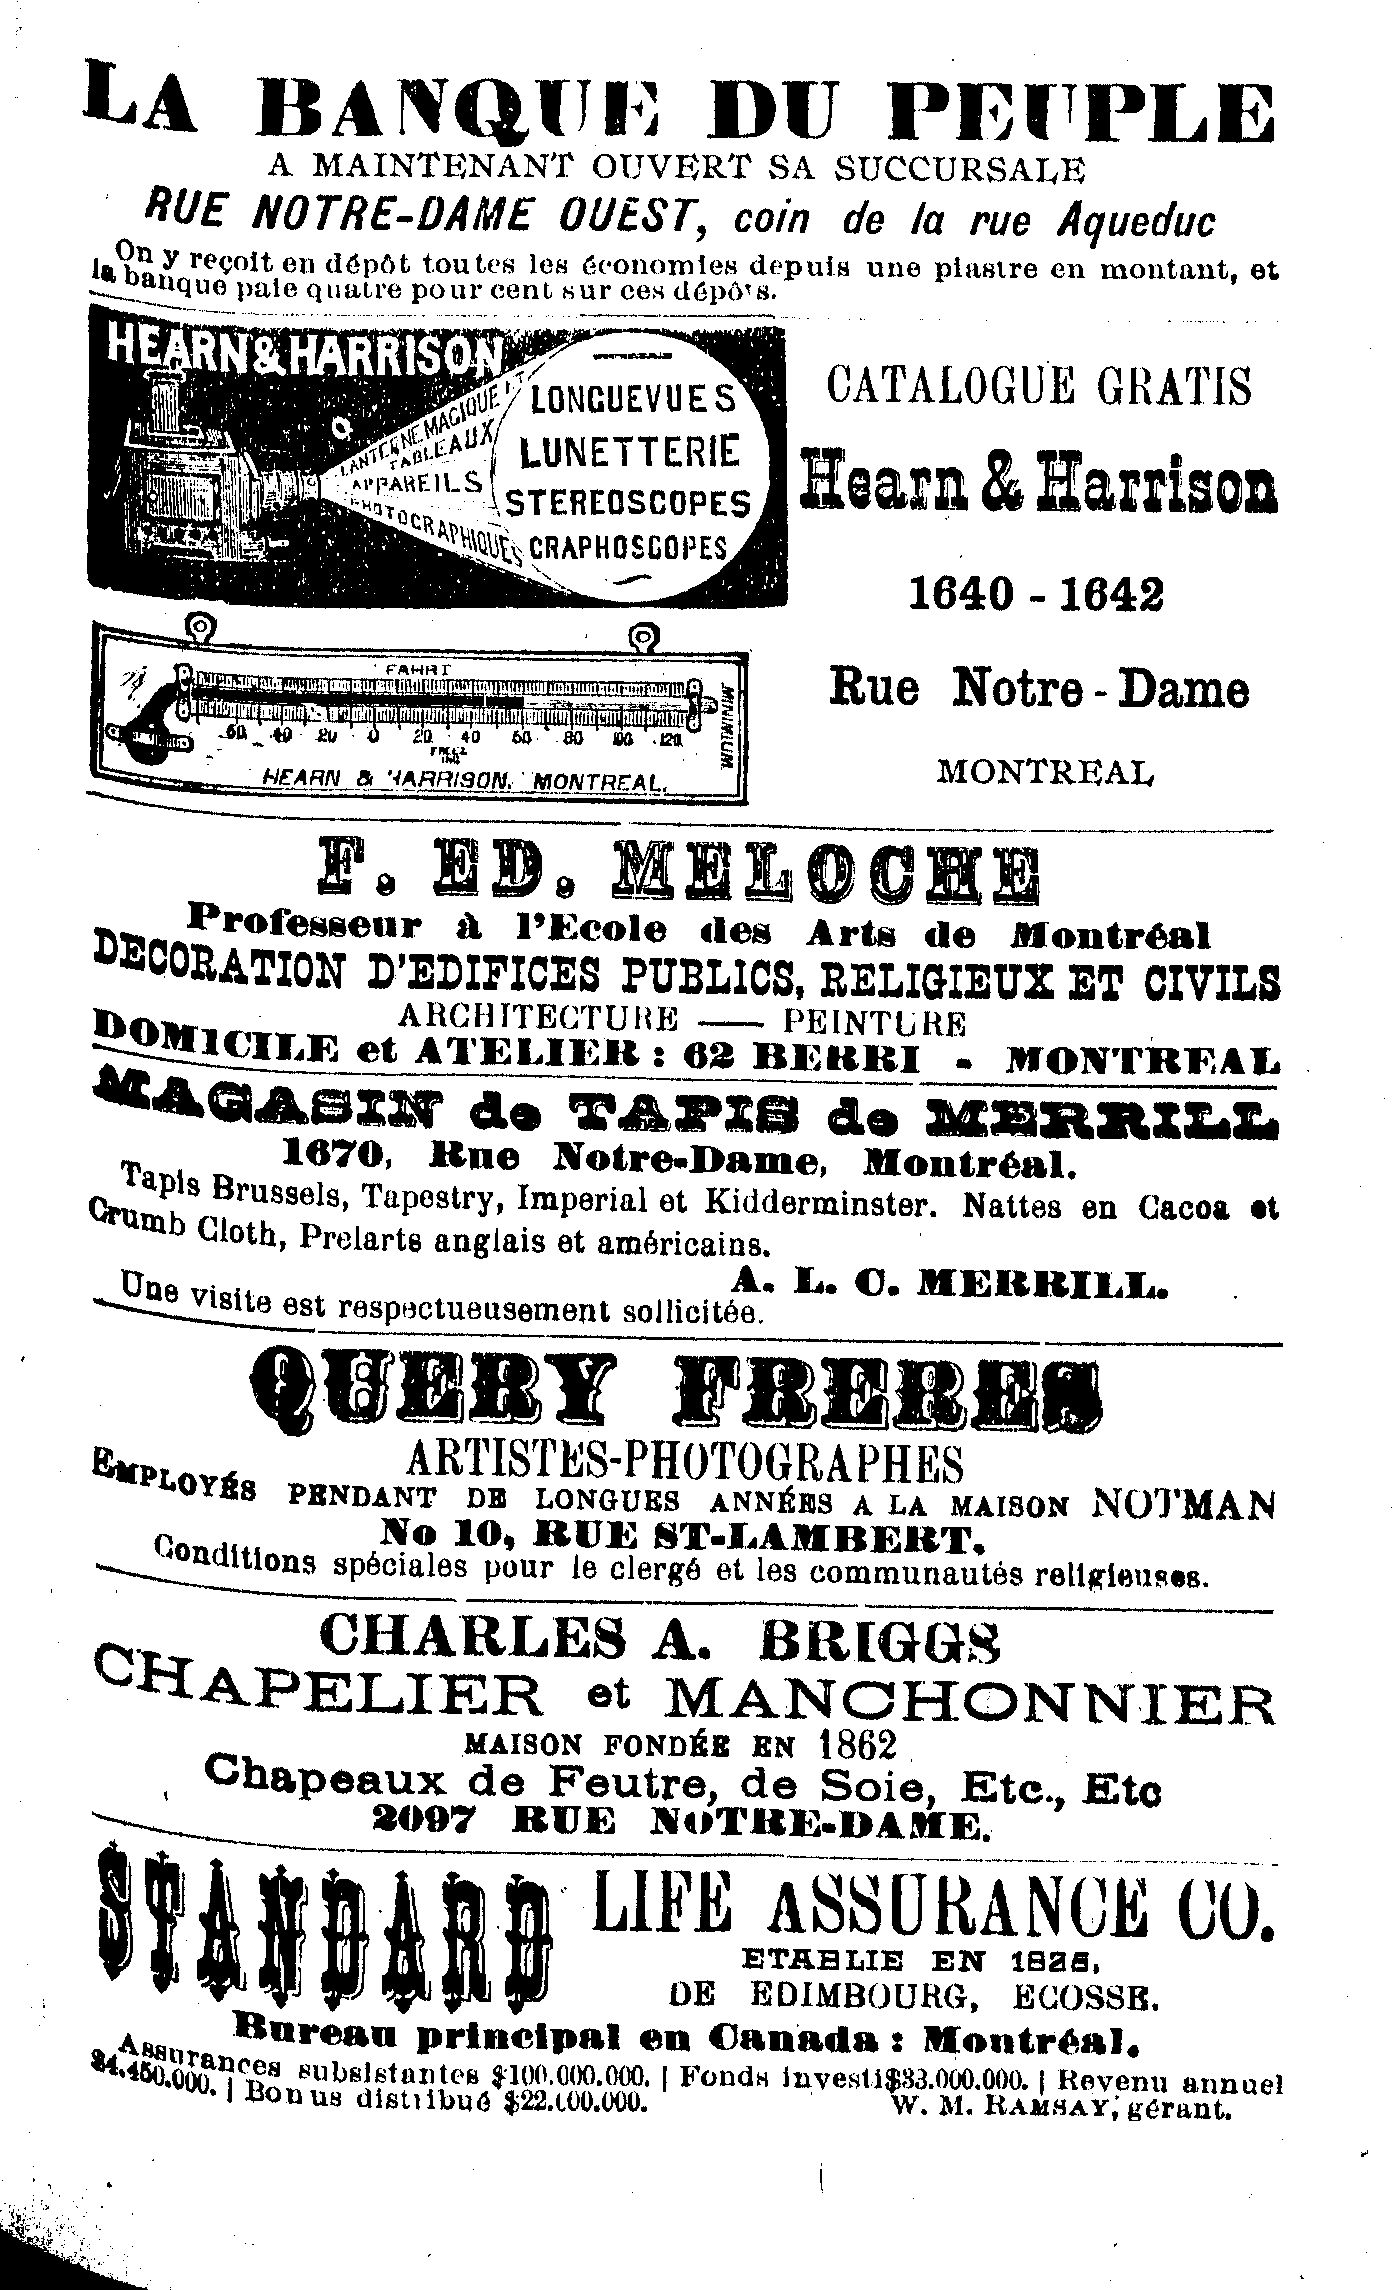 LA BANQUE DU PEUPLE
A MAINTENANT OUVERT SA SUCCURSALE
RUE NOTRE-DAME OUEST, coin de la rue Aqueduc
On y reçoit en dépôt toutes les économies depuis une piastre en montant, et
la banque paie quatre pour cent sur ces dépôts.
HEARN & HARRISON
LANTERNE MAGIQUE ET
TABLEAUX
APPAREILS
PHOTOGRAPHIQUES
LONGUEVUES
LUNETTERIE
STEREOSCOPES
GRAPHOSCOPES
CATALOGUE GRATIS
Hearn & Harrison
1640 - 1642
Rue Notre-Dame
MONTREAL
FAHRT
60 40 20 0 20 40 60 80 100 120
MINIMUM
HEARN & HARRISON. MONTREAL.
F. ED. MELOCHE
Professeur à l'Ecole des Arts de Montréal
DECORATION D'EDIFICES PUBLICS, RELIGIEUX ET CIVILS
ARCHITECTURE — PEINTURE
DOMICILE et ATELIER : 62 BERRI - MONTREAL
MAGASIN de TAPIS de MERRILL
1670, Rue Notre-Dame, Montréal.
Tapis Brussels, Tapestry, Imperial et Kidderminster. Nattes en Cacoa et
Crumb Cloth, Prelarts anglais et américains.
A. L. C. MERRILL.
Une visite est respectueusement sollicitée.
QUERY FRERES
ARTISTES-PHOTOGRAPHES
EMPLOYÉS PENDANT DE LONGUES ANNÉES A LA MAISON NOTMAN
No 10, RUE ST-LAMBERT.
Conditions spéciales pour le clergé et les communautés religieuses.
CHARLES A. BRIGGS
CHAPELIER et MANCHONNIER
MAISON FONDÉE EN 1862
Chapeaux de Feutre, de Soie, Etc., Etc
2097 RUE NOTRE-DAME.
STANDARD LIFE ASSURANCE CO.
ETABLIE EN 1825,
DE EDIMBOURG, ECOSSE.
Bureau principal en Canada : Montréal.
Assurances subsistantes $100.000.000. | Fonds investi $33.000.000. | Revenu annuel
$4.450.000. | Bonus distribué $22.000.000.
W. M. RAMSAY, gérant.